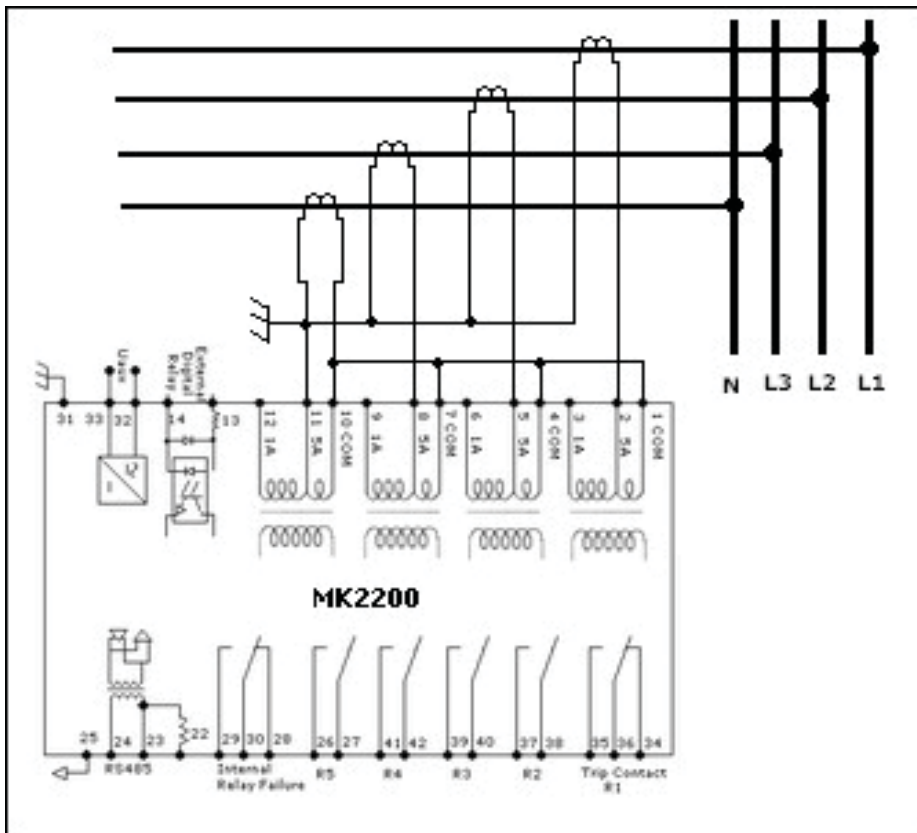 N L3 L2 L1
Uaux
External
Digital
Relay
31 33 32 14 13
12 1A
11 5A
10 COM
9 1A
8 5A
7 COM
6 1A
5 5A
4 COM
3 1A
2 5A
1 COM
MK2200
25 24 23 22 29 30 28 26 27 41 42 39 40 37 38 35 36 34
RS485
Internal
Relay Failure
R5 R4 R3 R2
Trip Contact
R1